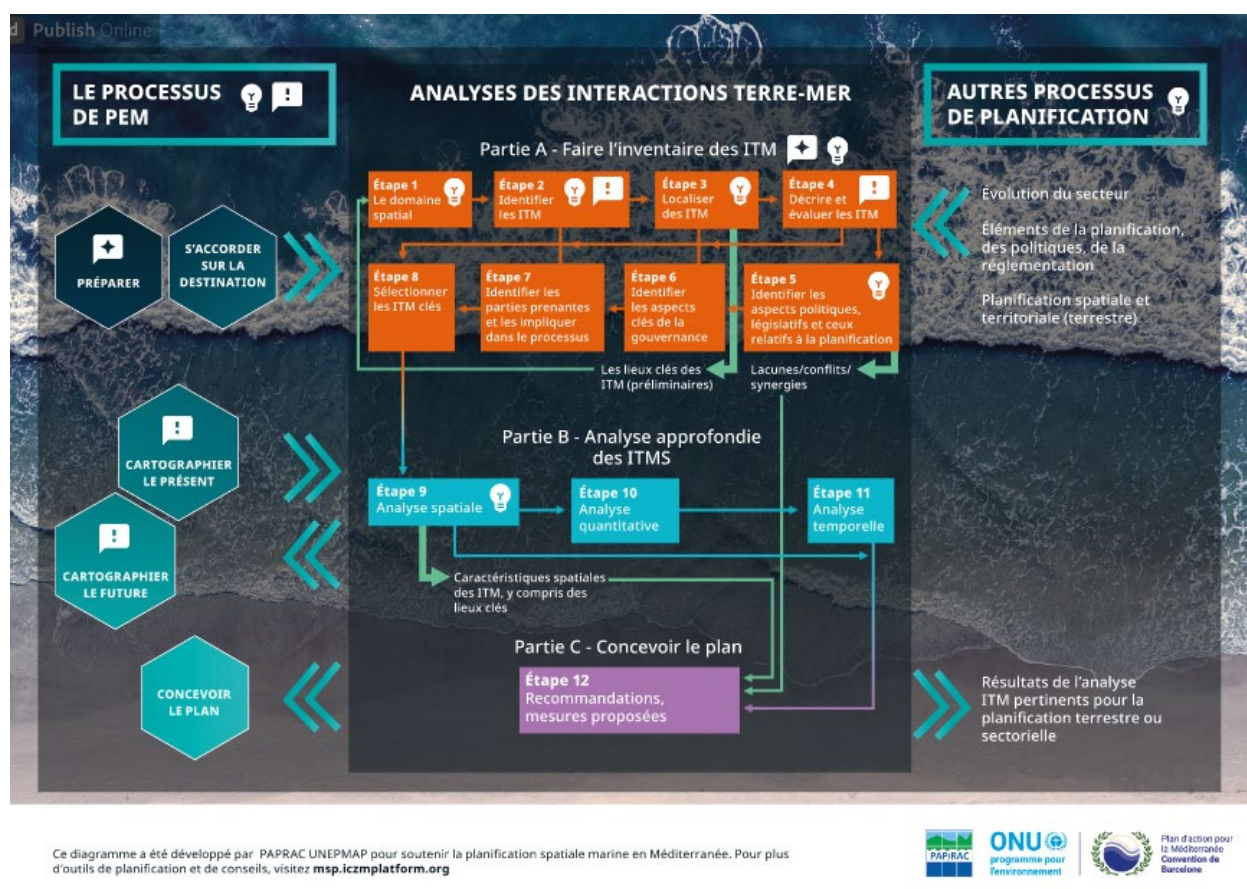 d Publish Online
LE PROCESSUS
DE PEM
ANALYSES DES INTERACTIONS TERRE-MER
AUTRES PROCESSUS
DE PLANIFICATION
Partie A - Faire l'inventaire des ITM
Étape 1
Le domaine
spatial
Étape 2
Identifier
les ITM
Étape 3
Localiser
des ITM
Étape 4
Décrire et
évaluer les ITM
Évolution du secteur
Éléments de la planification,
des politiques, de la
réglementation
Planification spatiale et
territoriale (terrestre)
PRÉPARER
S'ACCORDER
SUR LA
DESTINATION
Étape 8
Sélectionner
les ITM clés
Étape 7
Identifier les
parties prenantes
et les impliquer
dans le processus
Étape 6
Identifier
les aspects
clés de la
gouvernance
Étape 5
Identifier les
aspects politiques,
législatifs et ceux
relatifs à la planification
Les lieux clés des
ITM (préliminaires)
Lacunes/conflits/
synergies
Partie B - Analyse approfondie
des ITMS
CARTOGRAPHIER
LE PRÉSENT
Étape 9
Analyse spatiale
Étape 10
Analyse
quantitative
Étape 11
Analyse
temporelle
CARTOGRAPHIER
LE FUTURE
Caractéristiques spatiales
des ITM, y compris des
lieux clés
Partie C - Concevoir le plan
CONCEVOIR
LE PLAN
Étape 12
Recommandations,
mesures proposées
Résultats de l'analyse
ITM pertinents pour la
planification terrestre ou
sectorielle
Ce diagramme a été développé par PAPRAC UNEPMAP pour soutenir la planification spatiale marine en Méditerranée. Pour plus
d'outils de planification et de conseils, visitez msp.iczmplatform.org
PAP/RAC
ONU
programme pour
l'environnement
Plan d'action pour
la Méditerranée
Convention de
Barcelone